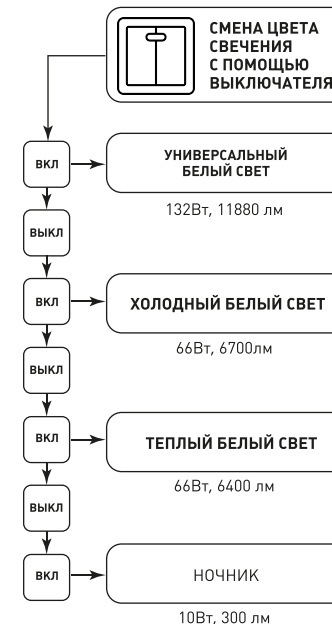 СМЕНА ЦВЕТА
СВЕЧЕНИЯ
С ПОМОЩЬЮ
ВЫКЛЮЧАТЕЛЯ
ВКЛ
УНИВЕРСАЛЬНЫЙ
БЕЛЫЙ СВЕТ
132Вт, 11880 лм
ВЫКЛ
ВКЛ
ХОЛОДНЫЙ БЕЛЫЙ СВЕТ
66Вт, 6700лм
ВЫКЛ
ВКЛ
ТЕПЛЫЙ БЕЛЫЙ СВЕТ
66Вт, 6400 лм
ВЫКЛ
ВКЛ
НОЧНИК
10Вт, 300 лм